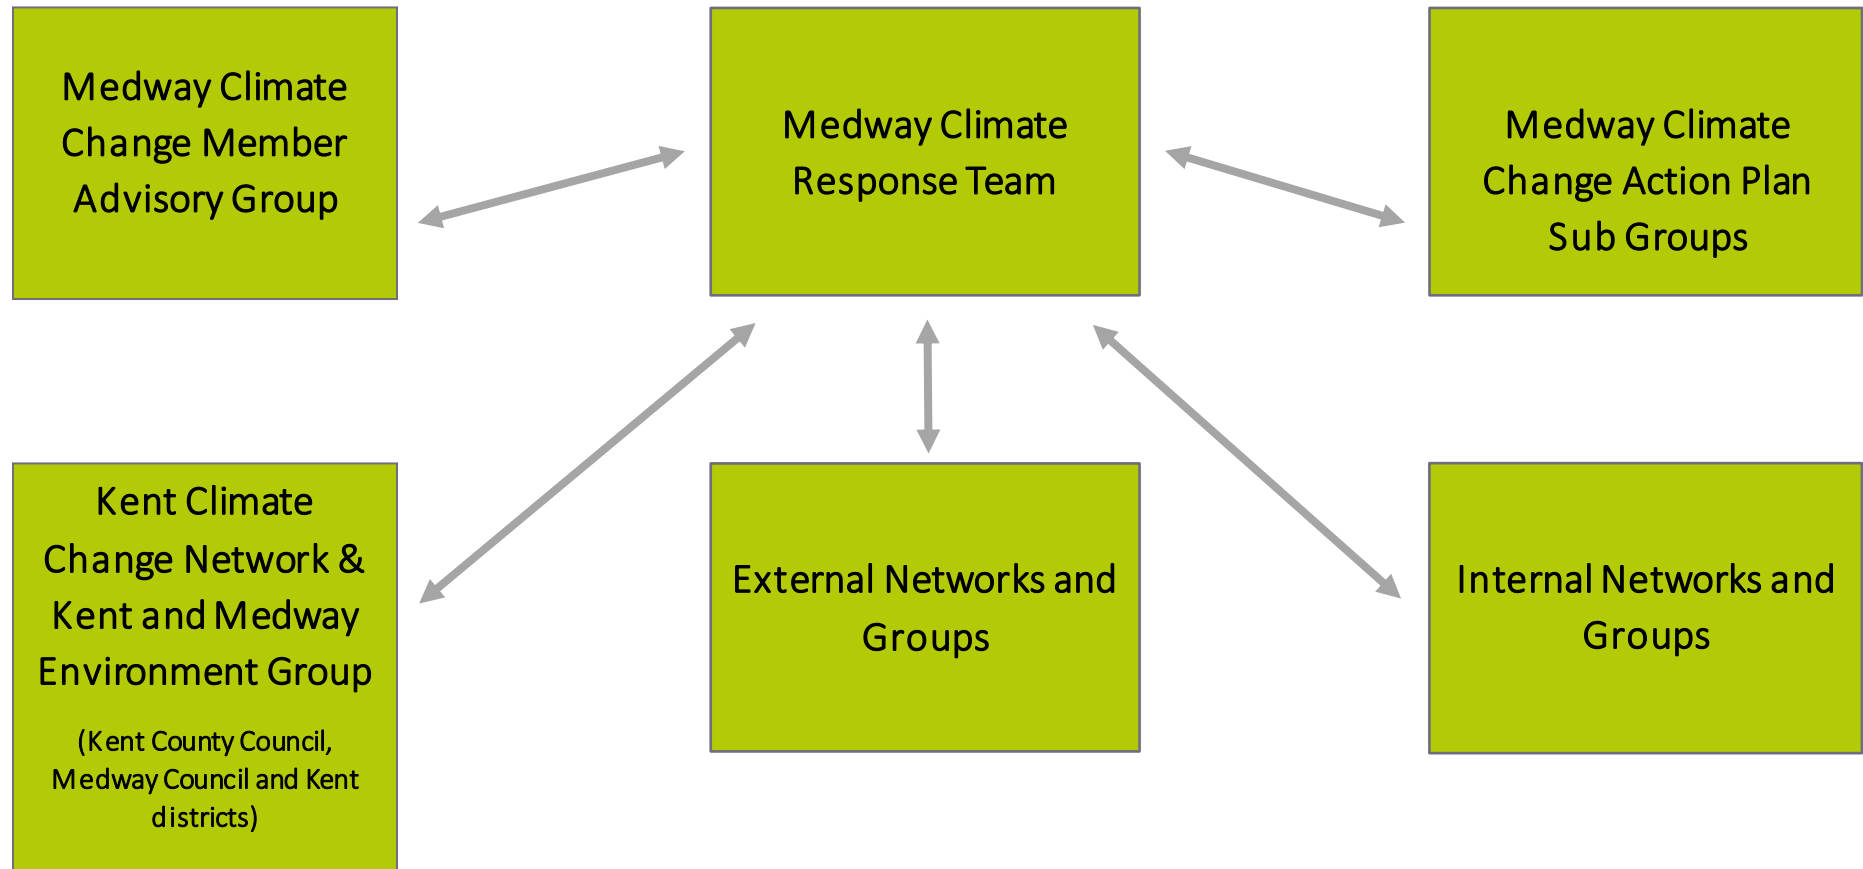 Medway Climate
Change Member
Advisory Group
Medway Climate
Response Team
Medway Climate
Change Action Plan
Sub Groups
Kent Climate
Change Network &
Kent and Medway
Environment Group
(Kent County Council,
Medway Council and Kent
districts)
External Networks and
Groups
Internal Networks and
Groups